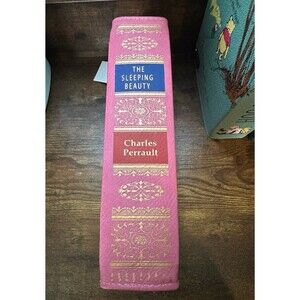 THE
SLEEPING
BEAUTY
Charles
Perrault